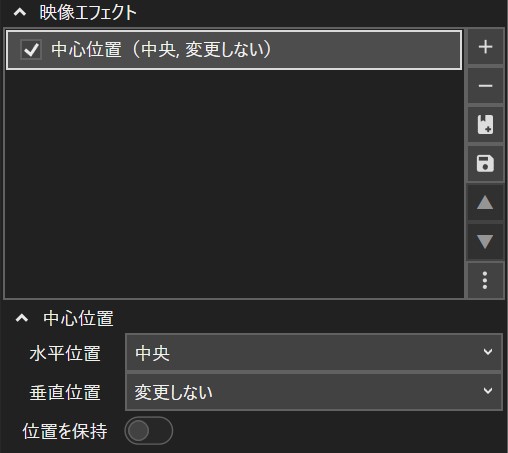 映像エフェクト
中心位置（中央, 変更しない）
中心位置
水平位置 中央
垂直位置 変更しない
位置を保持